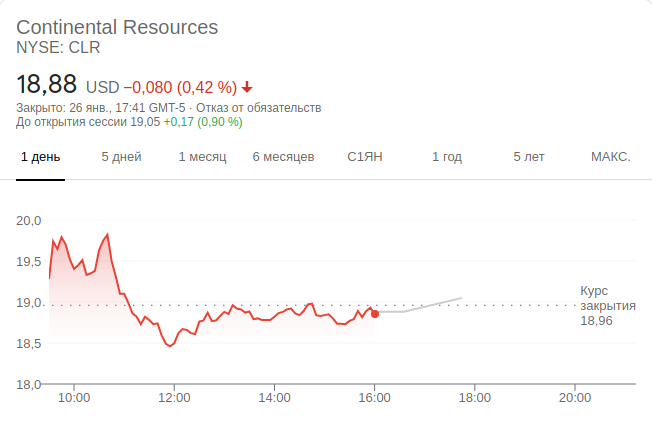 Continental Resources
NYSE: CLR
18,88 USD −0,080 (0,42 %)
Закрыто: 26 янв., 17:41 GMT-5 · Отказ от обязательств
До открытия сессии 19,05 +0,17 (0,90 %)
1 день 5 дней 1 месяц 6 месяцев С1ЯН 1 год 5 лет МАКС.
20,0
19,5
19,0
18,5
18,0
Курс
закрытия
18,96
10:00 12:00 14:00 16:00 18:00 20:00